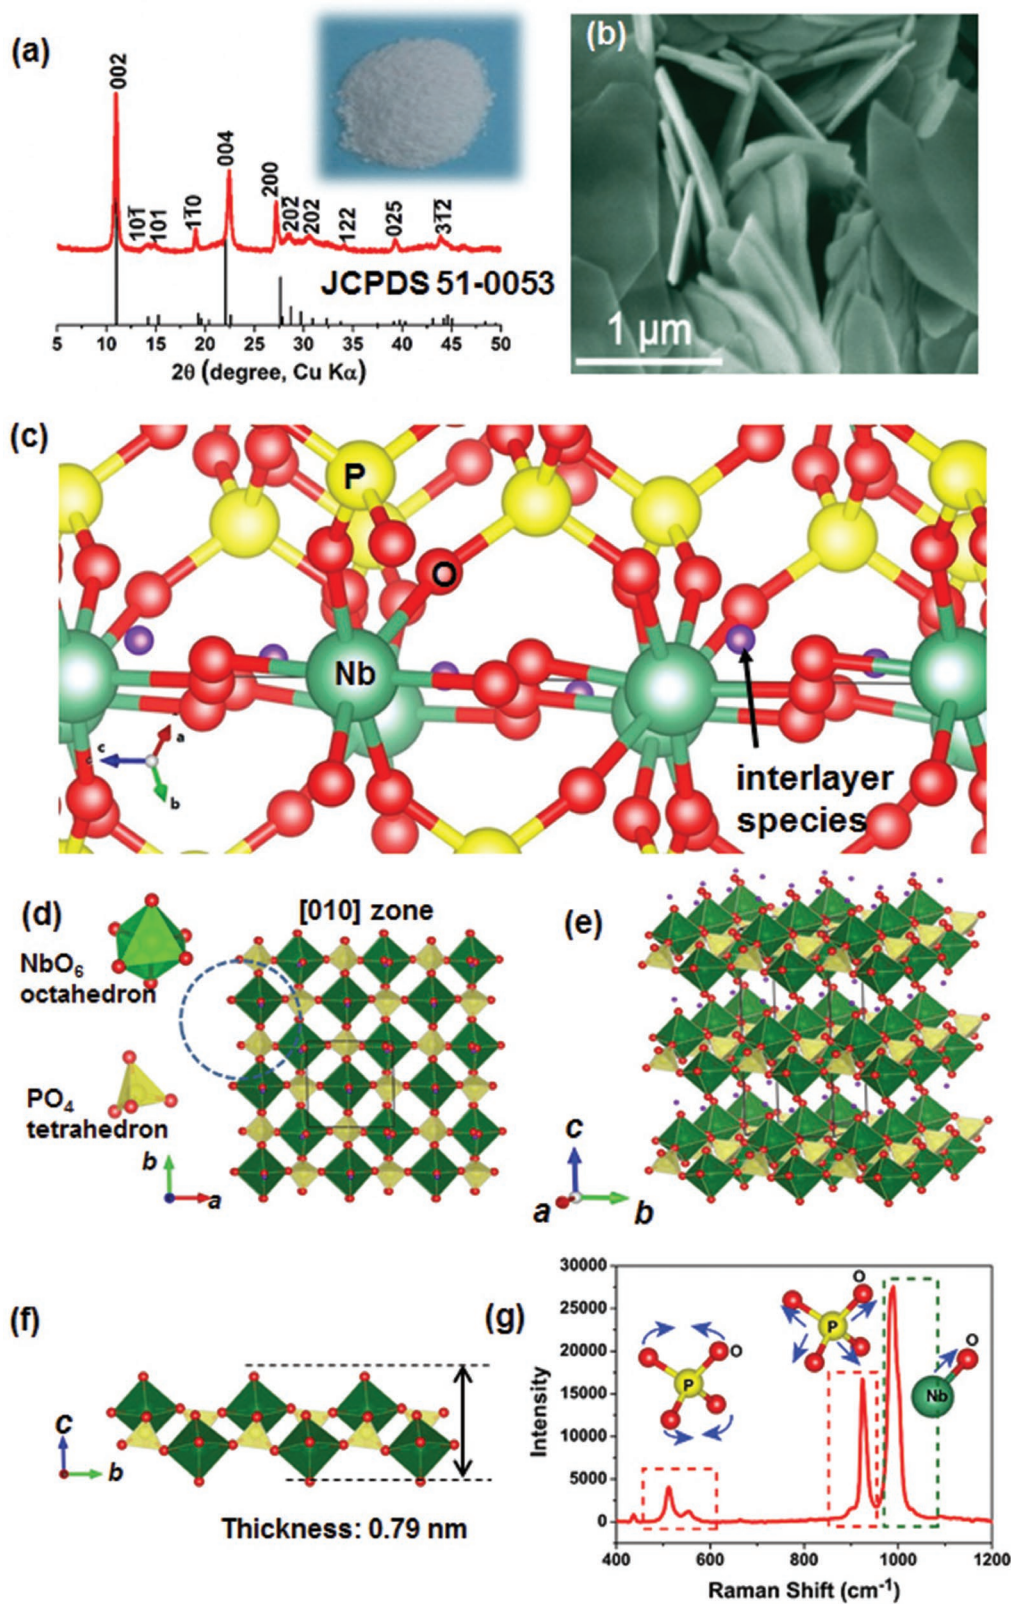 (a)
002
101̅
101
11̅0
004
200
202̅
202
122
025
31̅2
JCPDS 51-0053
5 10 15 20 25 30 35 40 45 50
2θ (degree, Cu Kα)
(b)
1 μm
(c)
P
O
Nb
c
a
b
interlayer
species
(d)
[010] zone
NbO₆
octahedron
PO₄
tetrahedron
b
a
(e)
c
a
b
(f)
c
b
Thickness: 0.79 nm
(g)
30000
25000
20000
15000
10000
5000
0
Intensity
O
P
O
P
O
Nb
400 600 800 1000 1200
Raman Shift (cm⁻¹)